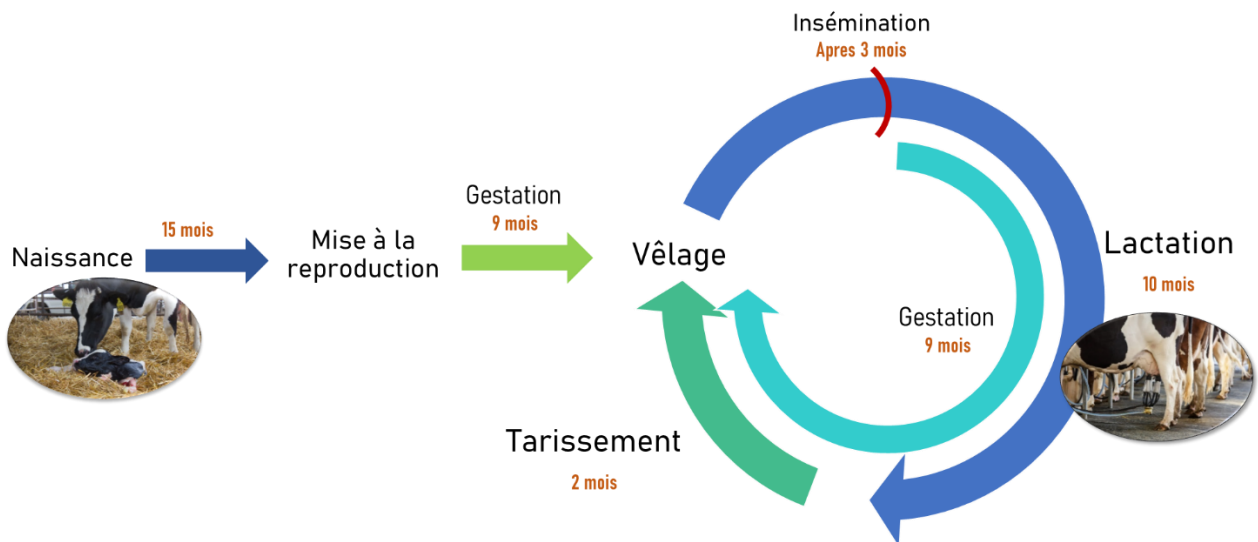 Insémination
Apres 3 mois
Naissance
15 mois
Mise à la
reproduction
Gestation
9 mois
Vêlage
Lactation
10 mois
Gestation
9 mois
Tarissement
2 mois